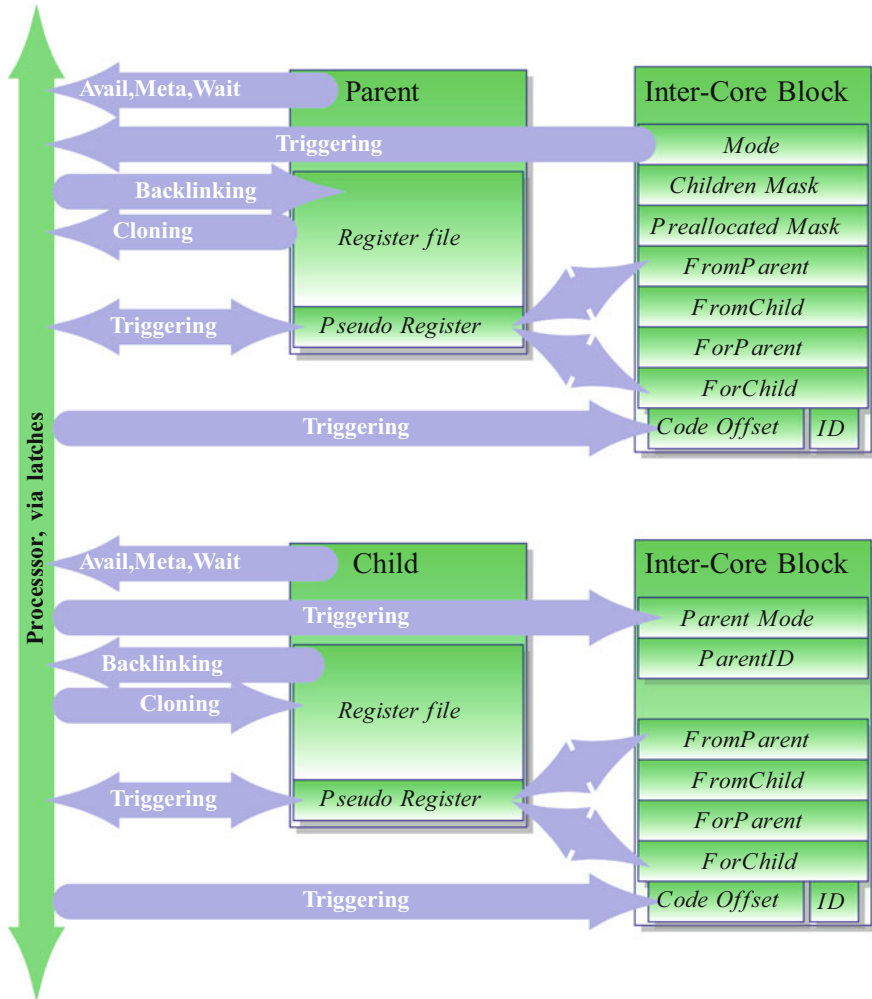 Processsor, via latches
Avail,Meta,Wait
Parent
Inter-Core Block
Triggering
Mode
Children Mask
Backlinking
Preallocated Mask
Cloning
Register file
FromParent
FromChild
Triggering
Pseudo Register
ForParent
ForChild
Triggering
Code Offset
ID
Avail,Meta,Wait
Child
Inter-Core Block
Triggering
Parent Mode
Backlinking
ParentID
Cloning
Register file
FromParent
FromChild
Triggering
Pseudo Register
ForParent
ForChild
Triggering
Code Offset
ID